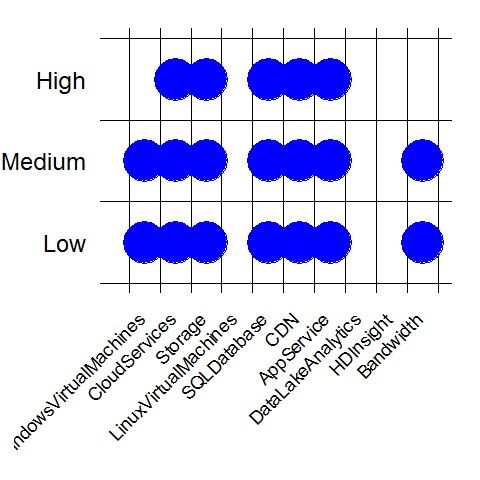 High
Medium
Low
ndowsVirtualMachines
CloudServices
Storage
LinuxVirtualMachines
SQLDatabase
CDN
AppService
DataLakeAnalytics
HDInsight
Bandwidth